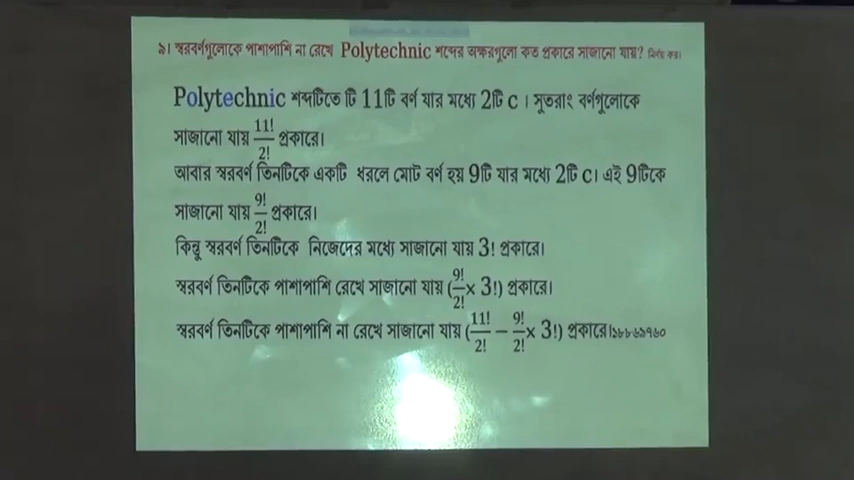 ৯। স্বরবর্ণগুলোকে পাশাপাশি না রেখে Polytechnic শব্দের অক্ষরগুলো কত প্রকারে সাজানো যায়? নির্ণয় কর।
Polytechnic শব্দটিতে টি 11টি বর্ণ যার মধ্যে 2টি c । সুতরাং বর্ণগুলোকে
সাজানো যায় 11!/2! প্রকারে।
আবার স্বরবর্ণ তিনটিকে একটি ধরলে মোট বর্ণ হয় 9টি যার মধ্যে 2টি c। এই 9টিকে
সাজানো যায় 9!/2! প্রকারে।
কিন্তু স্বরবর্ণ তিনটিকে নিজেদের মধ্যে সাজানো যায় 3! প্রকারে।
স্বরবর্ণ তিনটিকে পাশাপাশি রেখে সাজানো যায় (9!/2! × 3!) প্রকারে।
স্বরবর্ণ তিনটিকে পাশাপাশি না রেখে সাজানো যায় (11!/2! − 9!/2! × 3!) প্রকারে।১৮৮৬৯৭৬০